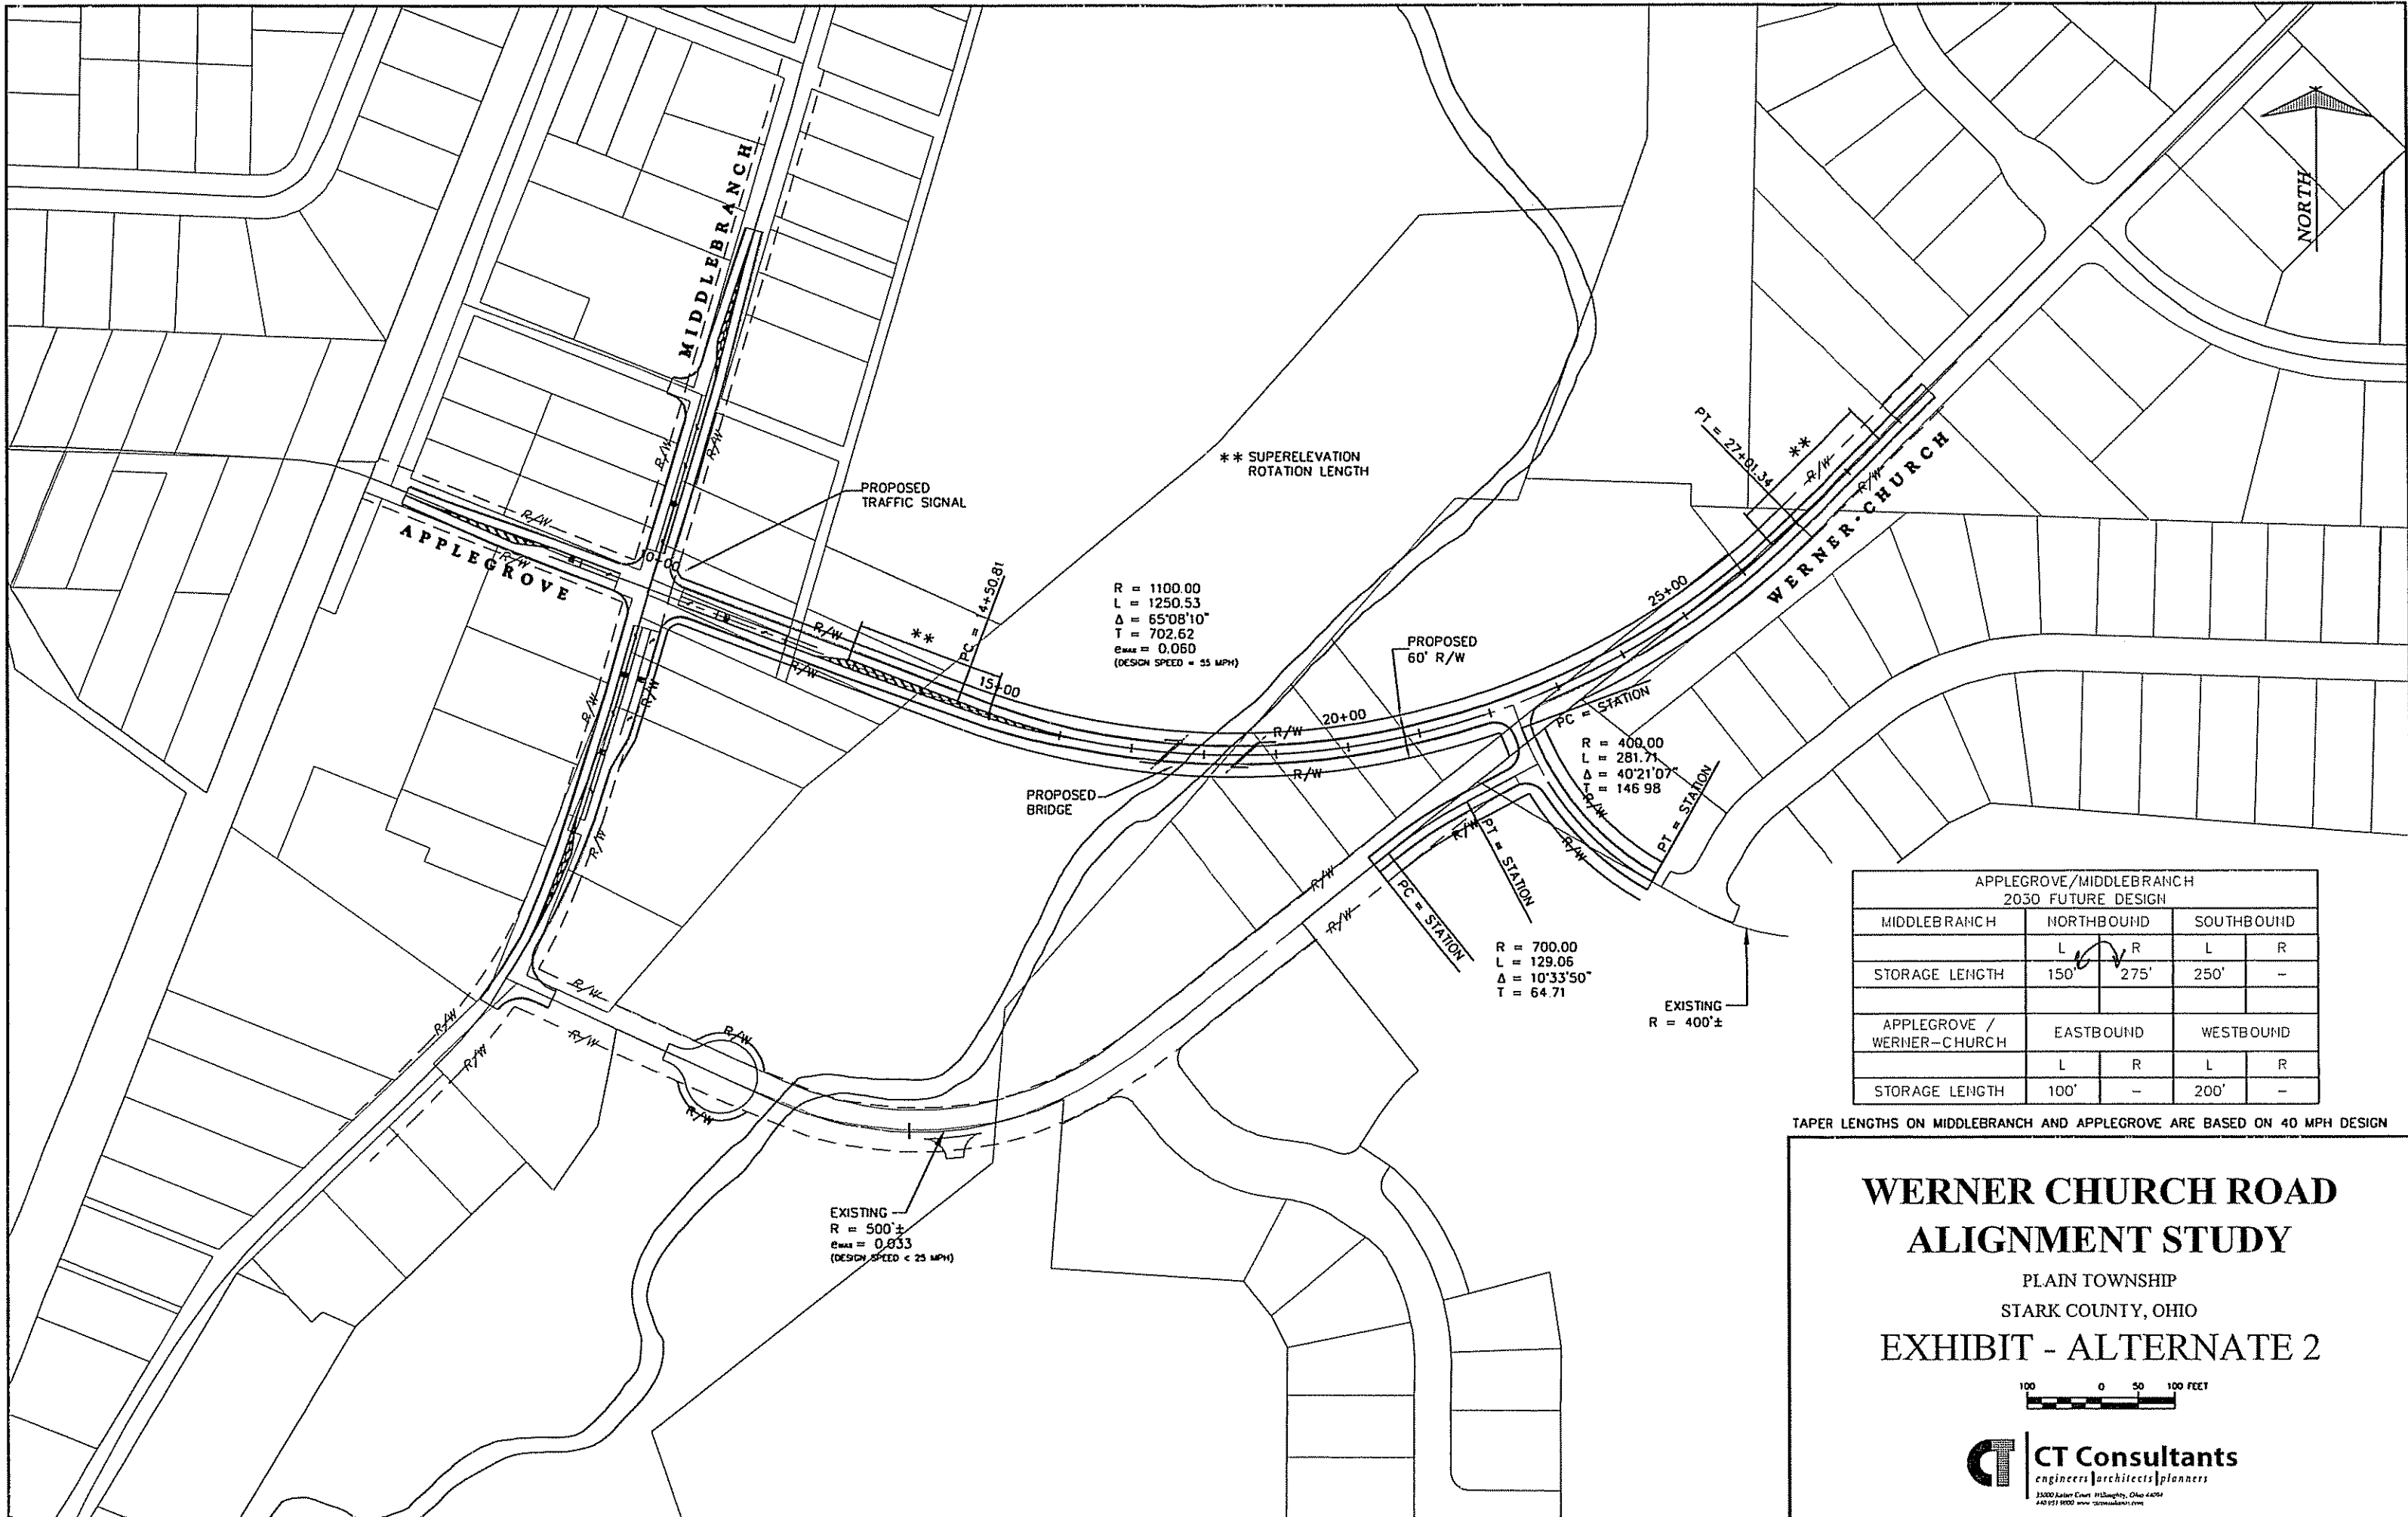 MIDDLEBRANCH
NORTH
R/W
R/W
** SUPERELEVATION
ROTATION LENGTH
PT = 27+01.34
**
R/W
R/W
WERNER-CHURCH
PROPOSED
TRAFFIC SIGNAL
APPLEGROVE
R/W
R/W
10+00
R/W
**
PC = 14+50.81
R/W
15+00
R = 1100.00
L = 1250.53
Δ = 65°08'10"
T = 702.62
eMAX = 0.060
(DESIGN SPEED = 35 MPH)
PROPOSED
60' R/W
25+00
R/W
20+00
R/W
PROPOSED
BRIDGE
PC = STATION
R = 400.00
L = 281.71
Δ = 40°21'07"
T = 146.98
R/W
PT = STATION
R/W
R/W
R/W
R/W
R/W
R/W
R/W
PT = STATION
PC = STATION
R = 700.00
L = 129.06
Δ = 10°33'50"
T = 64.71
EXISTING
R = 400'±
R/W
R/W
R/W
R/W
R/W
R/W
EXISTING
R = 500'±
eMAX = 0.033
(DESIGN SPEED < 25 MPH)
APPLEGROVE/MIDDLEBRANCH
2030 FUTURE DESIGN
MIDDLEBRANCH NORTHBOUND SOUTHBOUND
L R L R
STORAGE LENGTH 150' 275' 250' -
APPLEGROVE /
WERNER-CHURCH EASTBOUND WESTBOUND
L R L R
STORAGE LENGTH 100' - 200' -
TAPER LENGTHS ON MIDDLEBRANCH AND APPLEGROVE ARE BASED ON 40 MPH DESIGN
WERNER CHURCH ROAD
ALIGNMENT STUDY
PLAIN TOWNSHIP
STARK COUNTY, OHIO
EXHIBIT - ALTERNATE 2
100 0 50 100 FEET
CT Consultants
engineers | architects | planners